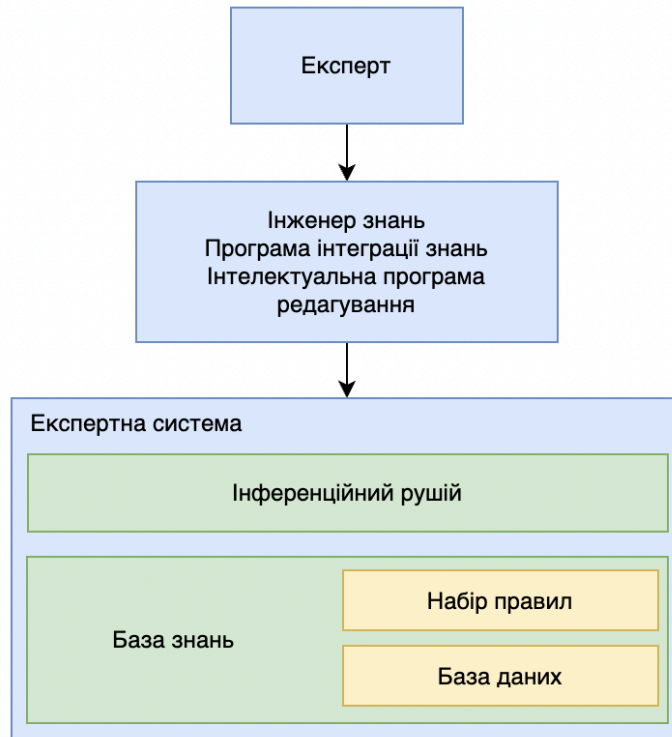 Експерт
Інженер знань
Програма інтеграції знань
Інтелектуальна програма
редагування
Експертна система
Інференційний рушій
База знань
Набір правил
База даних